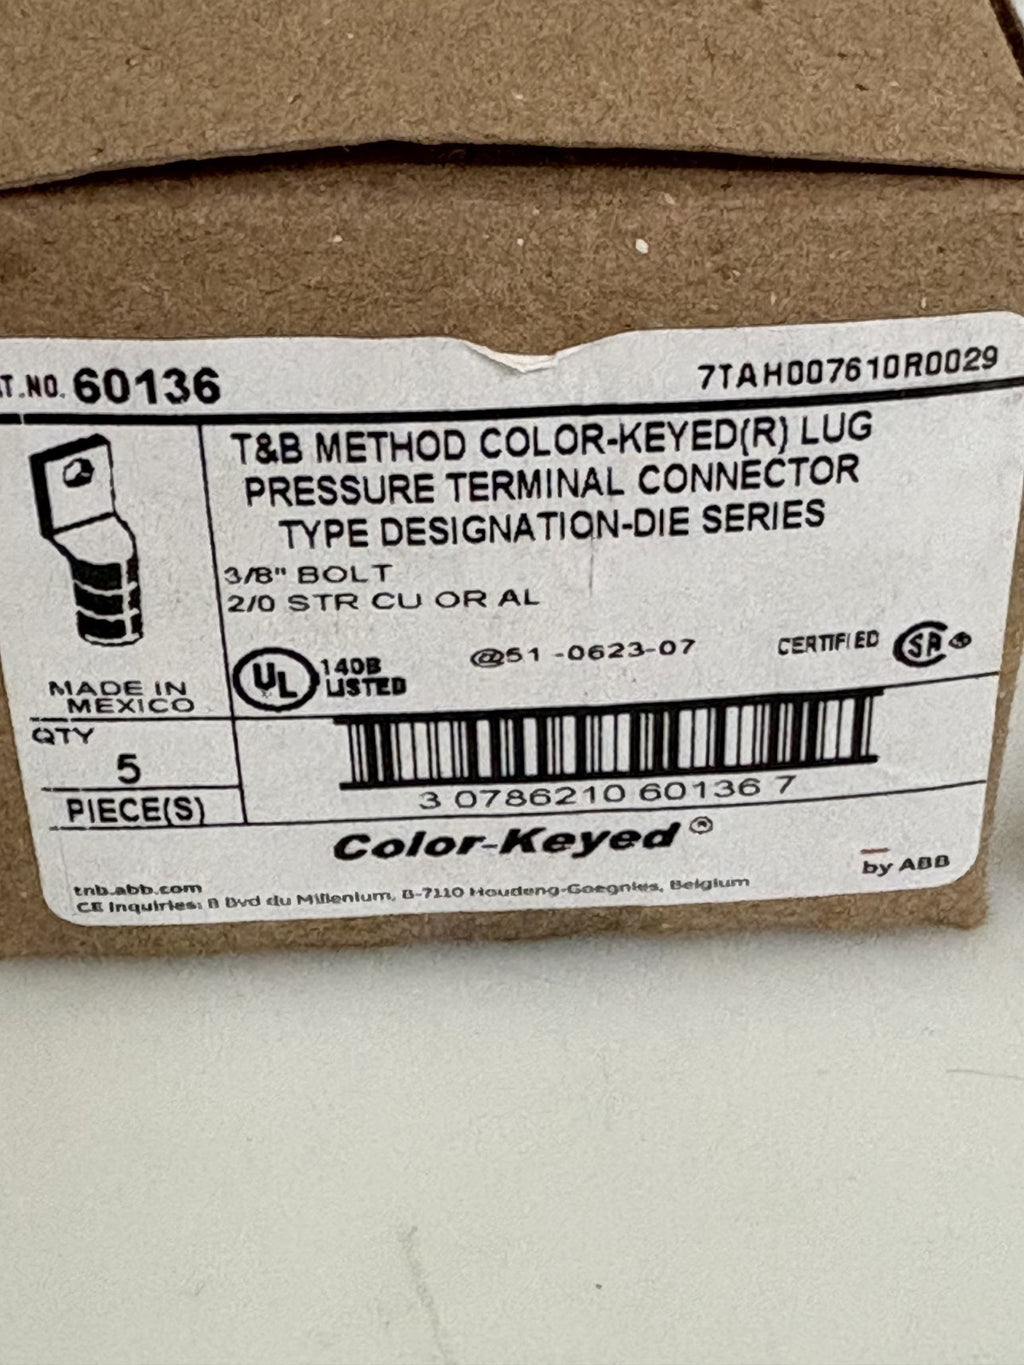 T.NO. 60136
7TAH007610R0029
T&B METHOD COLOR-KEYED(R) LUG
PRESSURE TERMINAL CONNECTOR
TYPE DESIGNATION-DIE SERIES
3/8" BOLT
2/0 STR CU OR AL
UL 140B LISTED
@51 -0623-07
CERTIFIED SA
MADE IN
MEXICO
QTY
5
PIECE(S)
3 0786210 60136 7
Color-Keyed®
by ABB
tnb.abb.com
CE Inquiries: 8 Bvd du Millenium, B-7110 Houdeng-Goegnies, Belgium